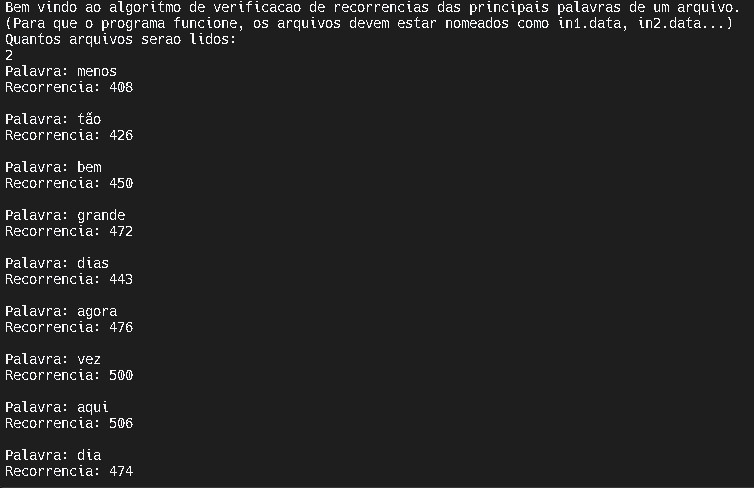 Bem vindo ao algoritmo de verificacao de recorrencias das principais palavras de um arquivo.
(Para que o programa funcione, os arquivos devem estar nomeados como in1.data, in2.data...)
Quantos arquivos serao lidos:
2
Palavra: menos
Recorrencia: 408
Palavra: tão
Recorrencia: 426
Palavra: bem
Recorrencia: 450
Palavra: grande
Recorrencia: 472
Palavra: dias
Recorrencia: 443
Palavra: agora
Recorrencia: 476
Palavra: vez
Recorrencia: 500
Palavra: aqui
Recorrencia: 506
Palavra: dia
Recorrencia: 474